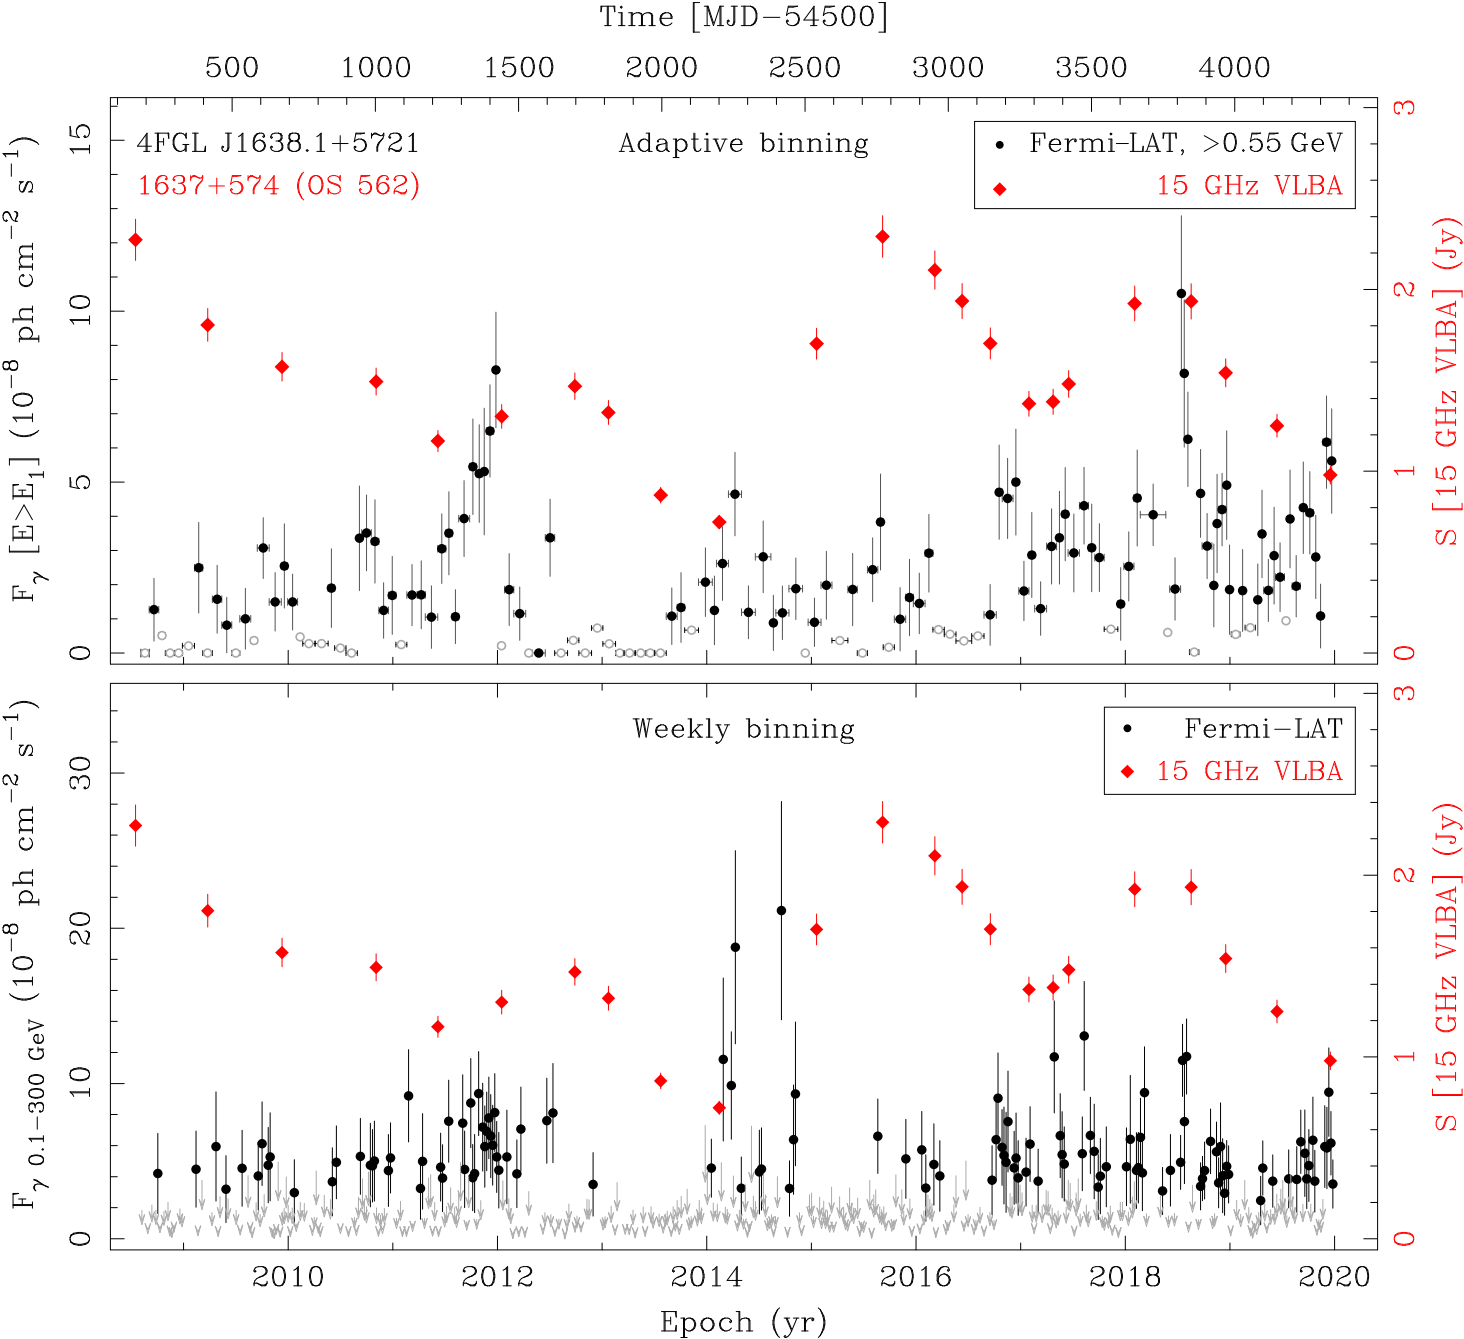 Time [MJD−54500]
500 1000 1500 2000 2500 3000 3500 4000
4FGL J1638.1+5721
1637+574 (OS 562)
Adaptive binning
Fermi−LAT, >0.55 GeV
15 GHz VLBA
F_γ [E>E_1] (10^−8 ph cm^−2 s^−1)
15
10
5
0
S [15 GHz VLBA] (Jy)
3
2
1
0
Weekly binning
Fermi−LAT
15 GHz VLBA
F_γ 0.1−300 GeV (10^−8 ph cm^−2 s^−1)
30
20
10
0
S [15 GHz VLBA] (Jy)
3
2
1
0
2010 2012 2014 2016 2018 2020
Epoch (yr)